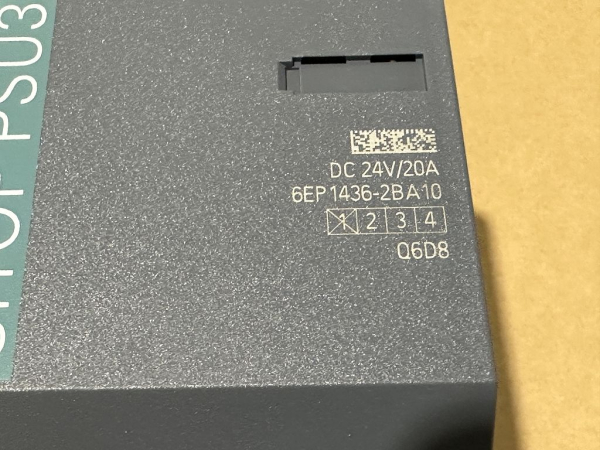 PSU3
DC 24V/20A
6EP1436-2BA10
1 2 3 4
Q6D8